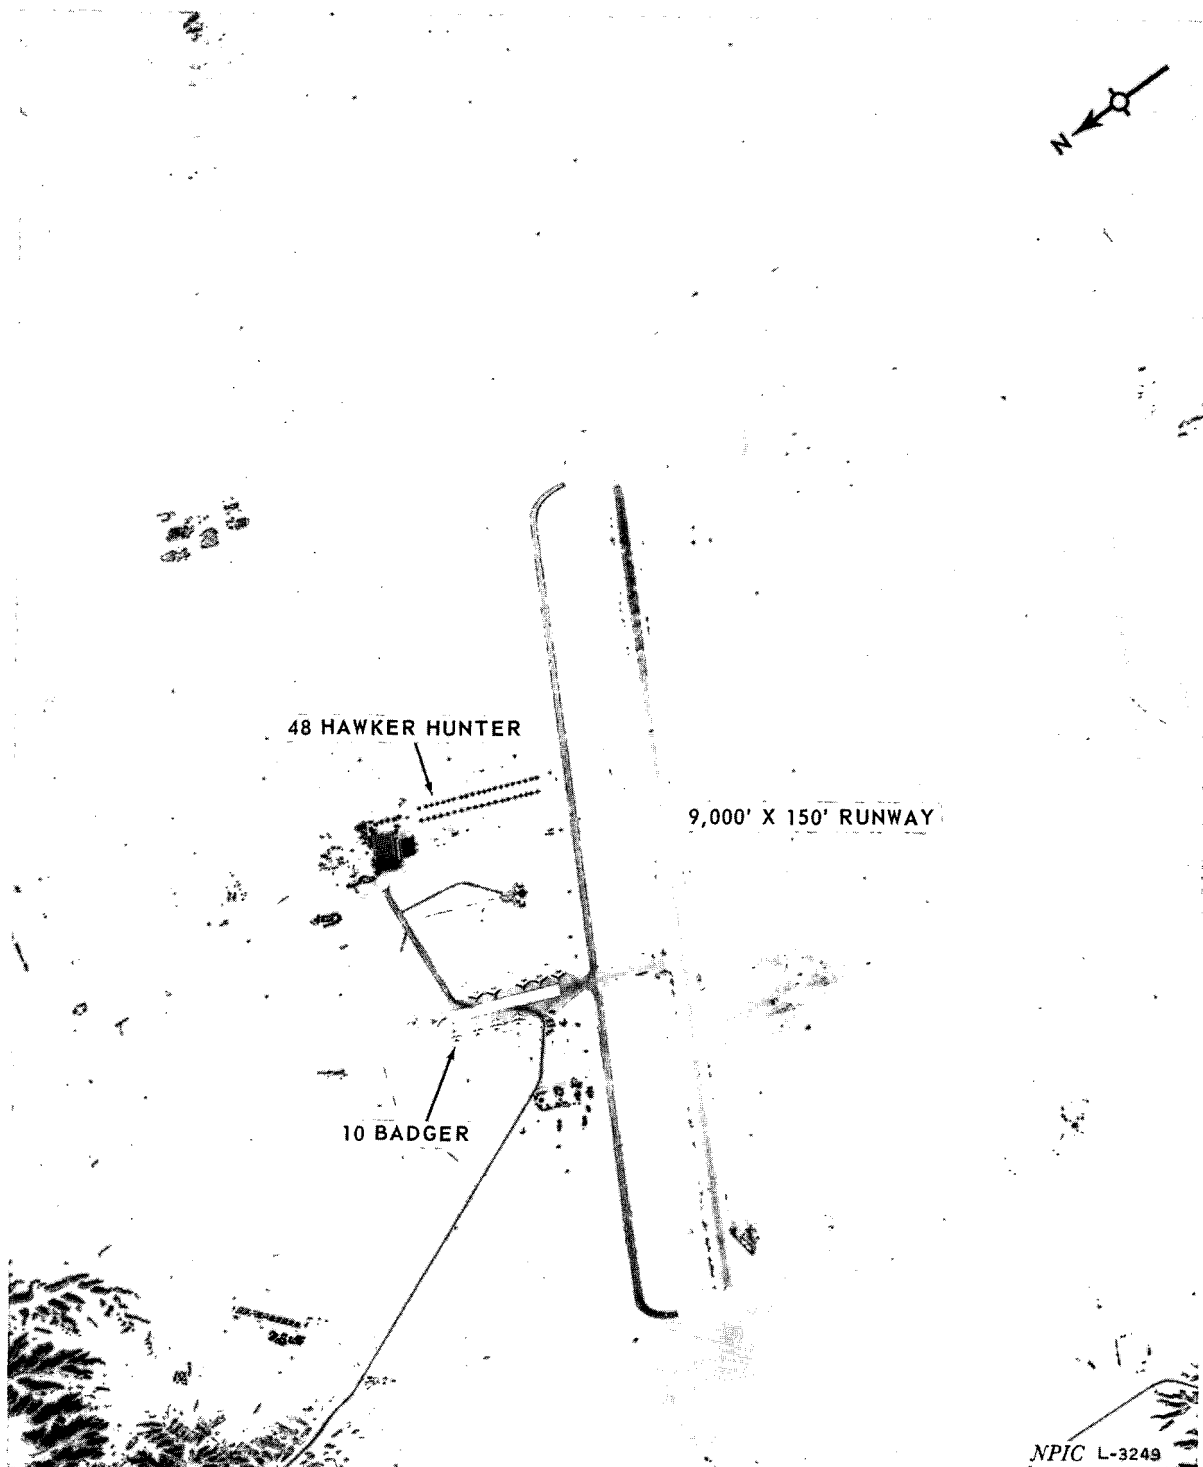 N
48 HAWKER HUNTER
9,000' X 150' RUNWAY
10 BADGER
NPIC L-3249